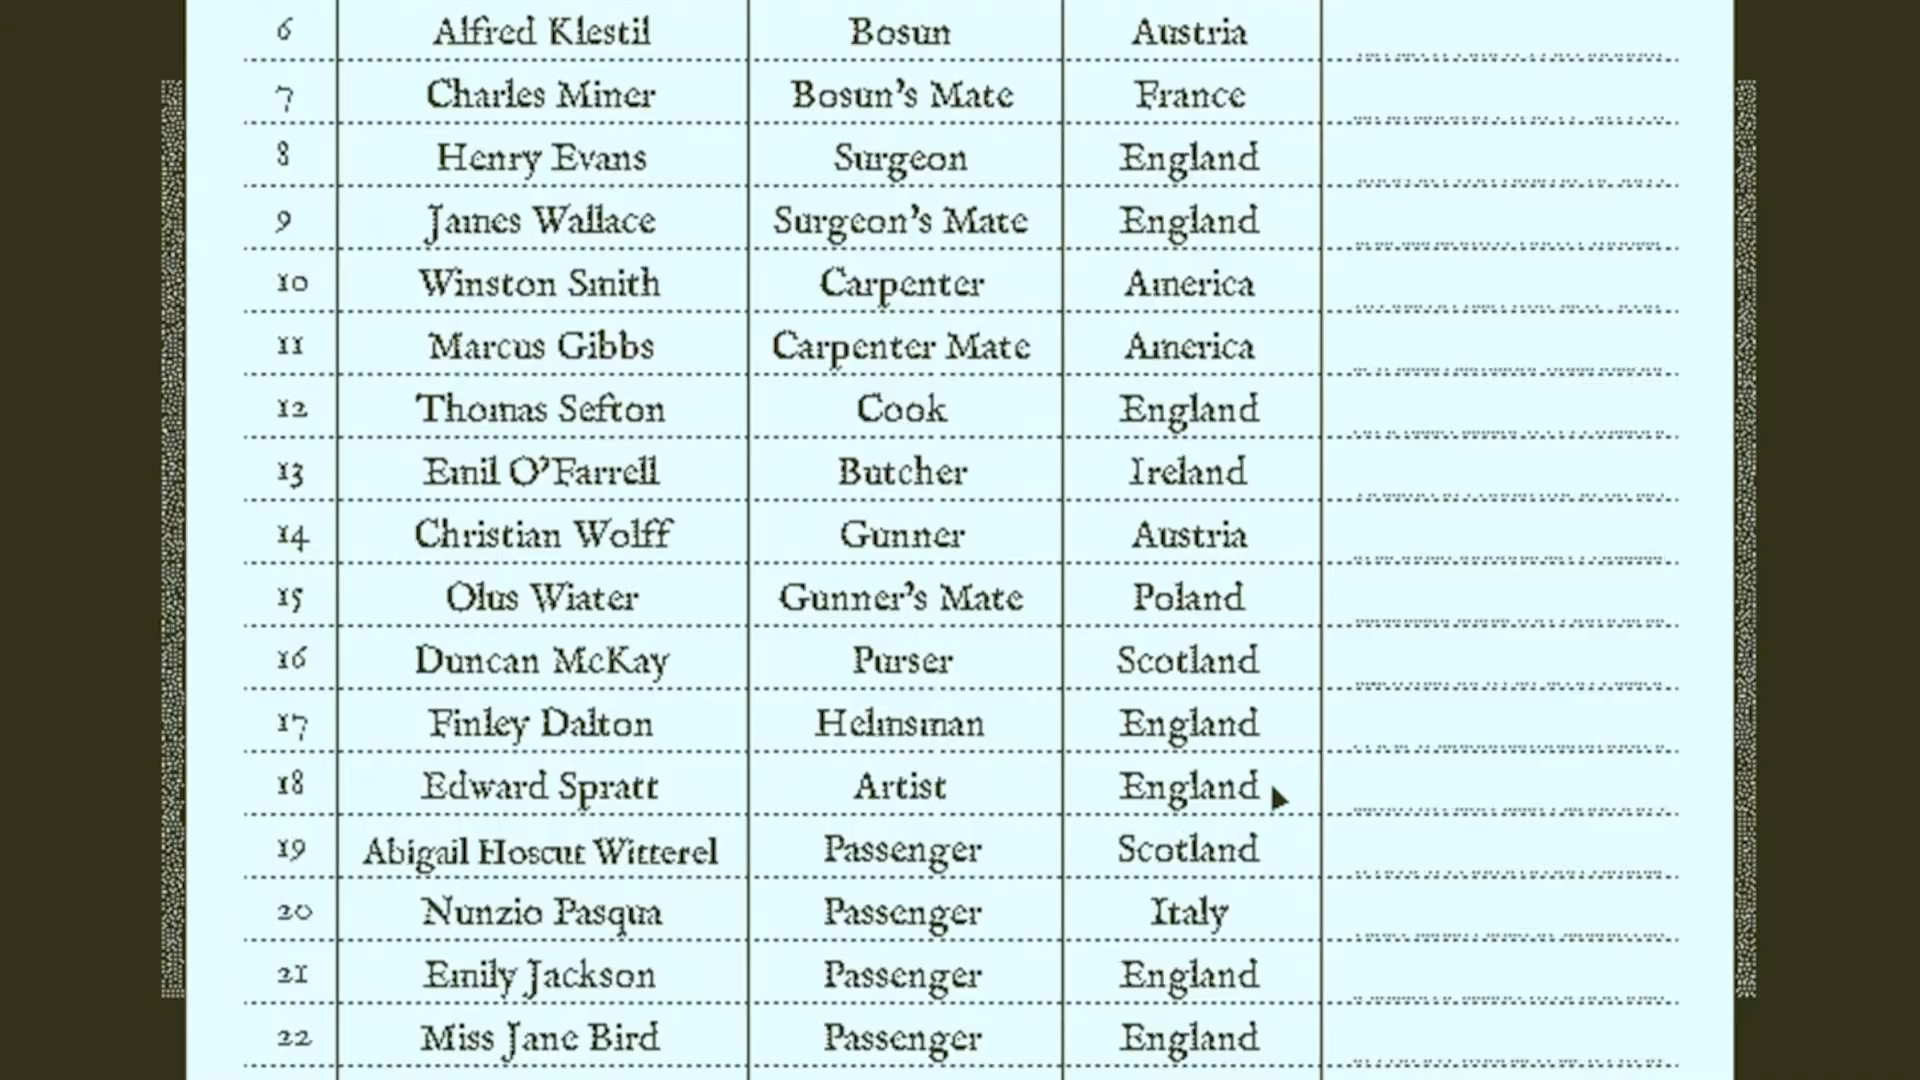 6 Alfred Klestil Bosun Austria
7 Charles Miner Bosun's Mate France
8 Henry Evans Surgeon England
9 James Wallace Surgeon's Mate England
10 Winston Smith Carpenter America
11 Marcus Gibbs Carpenter Mate America
12 Thomas Sefton Cook England
13 Emil O'Farrell Butcher Ireland
14 Christian Wolff Gunner Austria
15 Olus Wiater Gunner's Mate Poland
16 Duncan McKay Purser Scotland
17 Finley Dalton Helmsman England
18 Edward Spratt Artist England
19 Abigail Hoscut Witterel Passenger Scotland
20 Nunzio Pasqua Passenger Italy
21 Emily Jackson Passenger England
22 Miss Jane Bird Passenger England